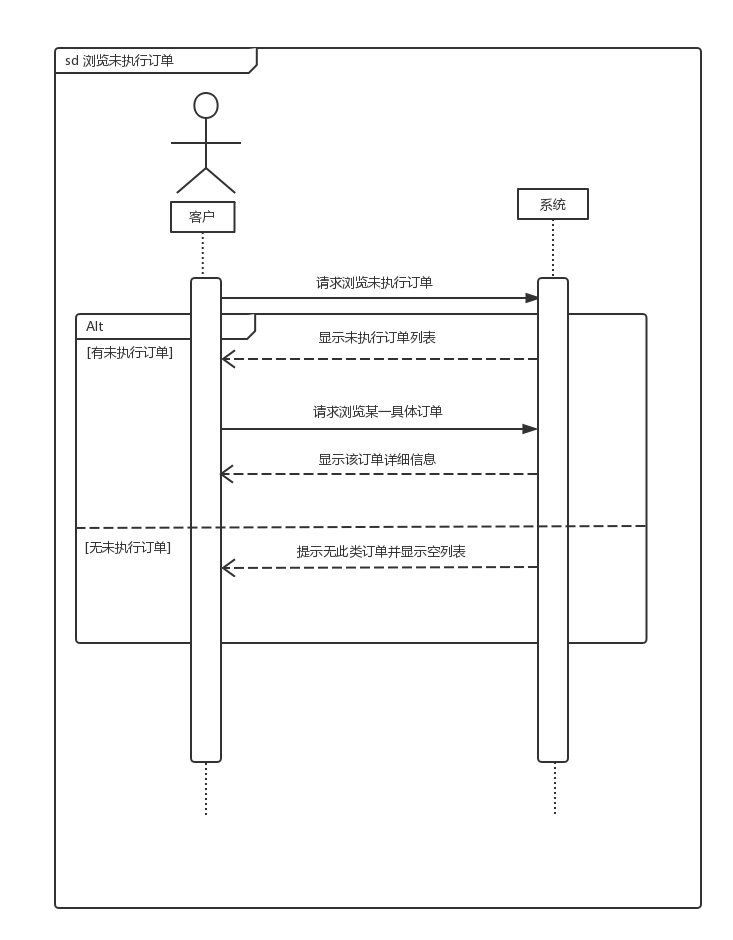 sd 浏览未执行订单
客户
系统
请求浏览未执行订单
Alt
显示未执行订单列表
[有未执行订单]
请求浏览某一具体订单
显示该订单详细信息
[无未执行订单]
提示无此类订单并显示空列表